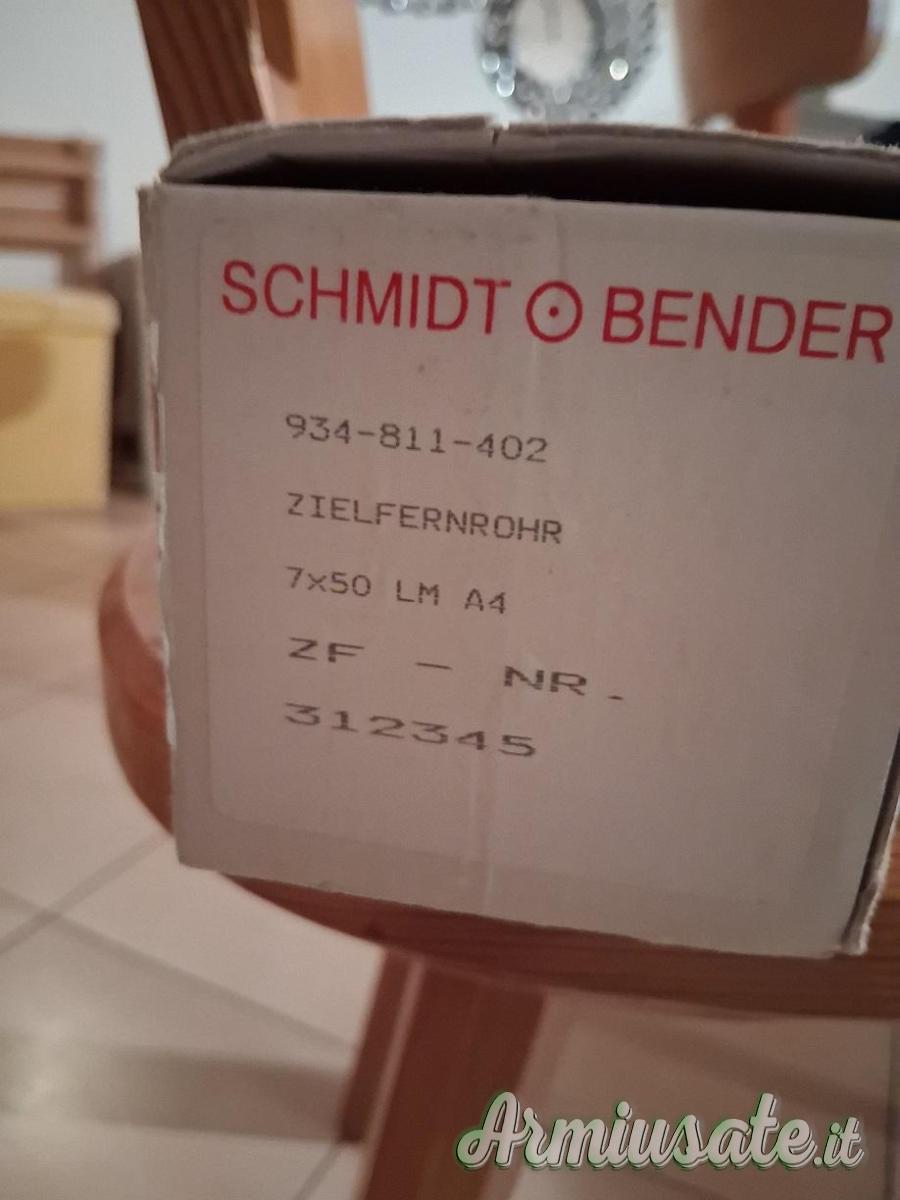 SCHMIDT BENDER
934-811-402
ZIELFERNROHR
7x50 LM A4
ZF - NR.
312345
Armiusate.it